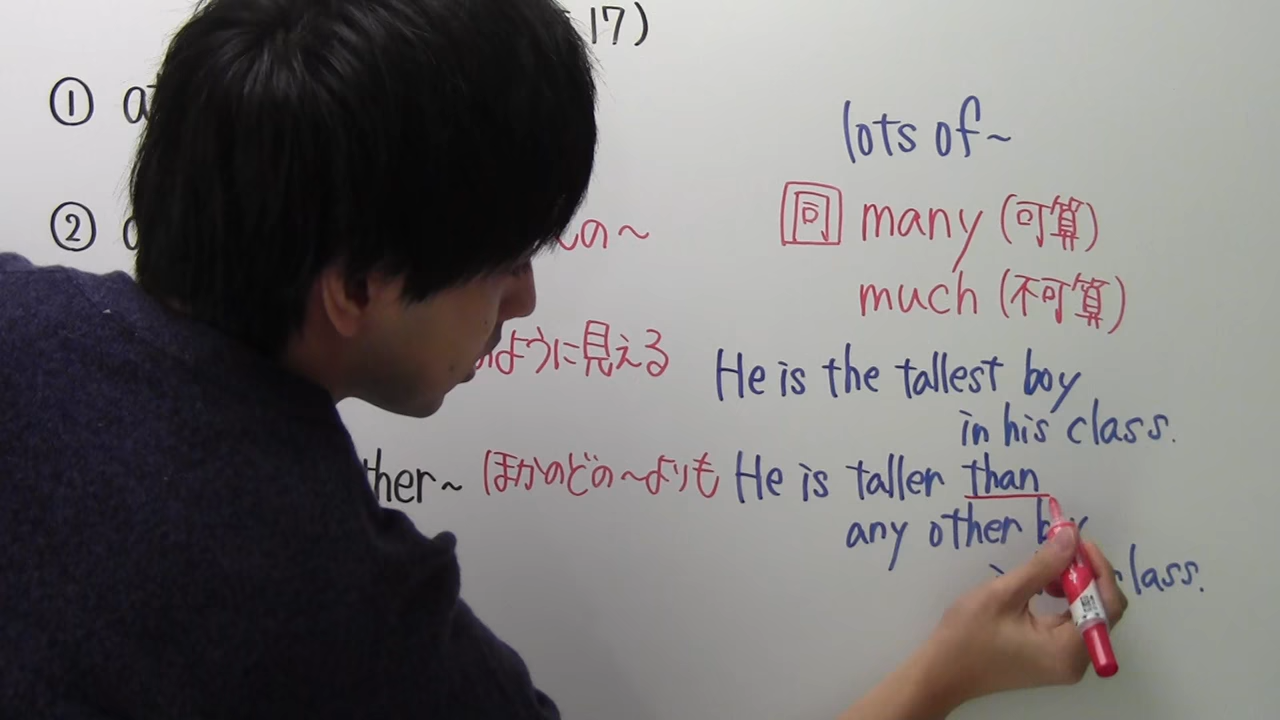 17)
①
②
の~
のように見える
ther~ ほかのどの~よりも
lots of~
同 many (可算)
much (不可算)
He is the tallest boy
in his class.
He is taller than
any other
class.